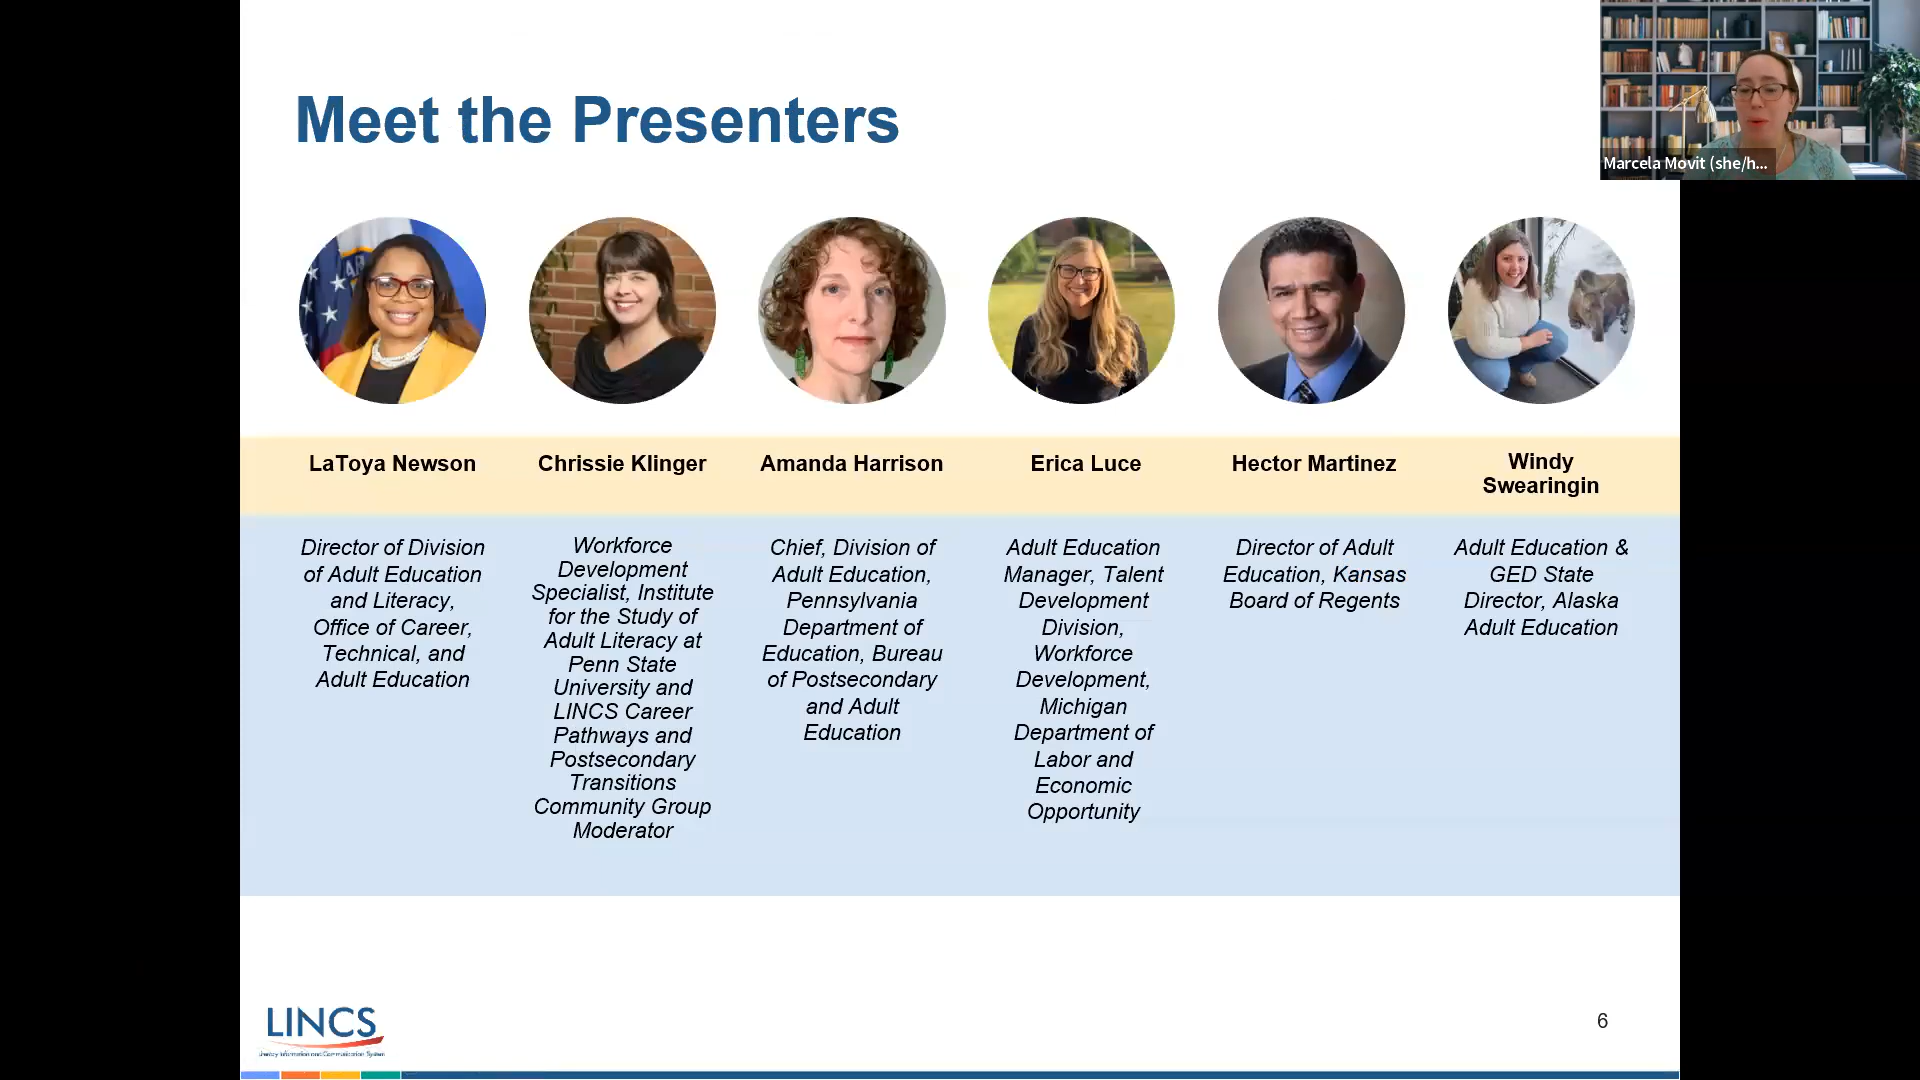 Meet the Presenters
Marcela Movit (she/h...
LaToya Newson
Chrissie Klinger
Amanda Harrison
Erica Luce
Hector Martinez
Windy
Swearingin
Director of Division
of Adult Education
and Literacy,
Office of Career,
Technical, and
Adult Education
Workforce
Development
Specialist, Institute
for the Study of
Adult Literacy at
Penn State
University and
LINCS Career
Pathways and
Postsecondary
Transitions
Community Group
Moderator
Chief, Division of
Adult Education,
Pennsylvania
Department of
Education, Bureau
of Postsecondary
and Adult
Education
Adult Education
Manager, Talent
Development
Division,
Workforce
Development,
Michigan
Department of
Labor and
Economic
Opportunity
Director of Adult
Education, Kansas
Board of Regents
Adult Education &
GED State
Director, Alaska
Adult Education
LINCS
Literacy Information and Communication System
6